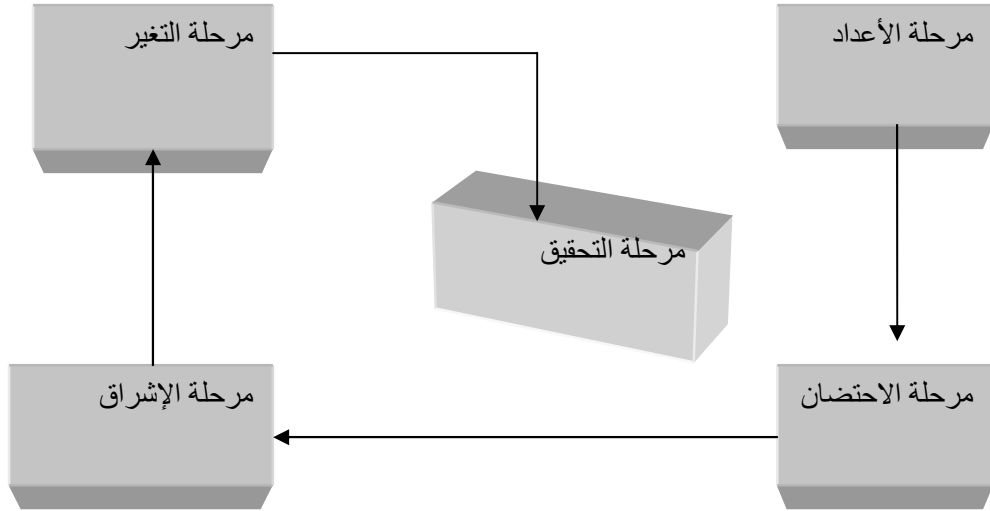 مرحلة الأعداد
مرحلة التغير
مرحلة التحقيق
مرحلة الاحتضان
مرحلة الإشراق